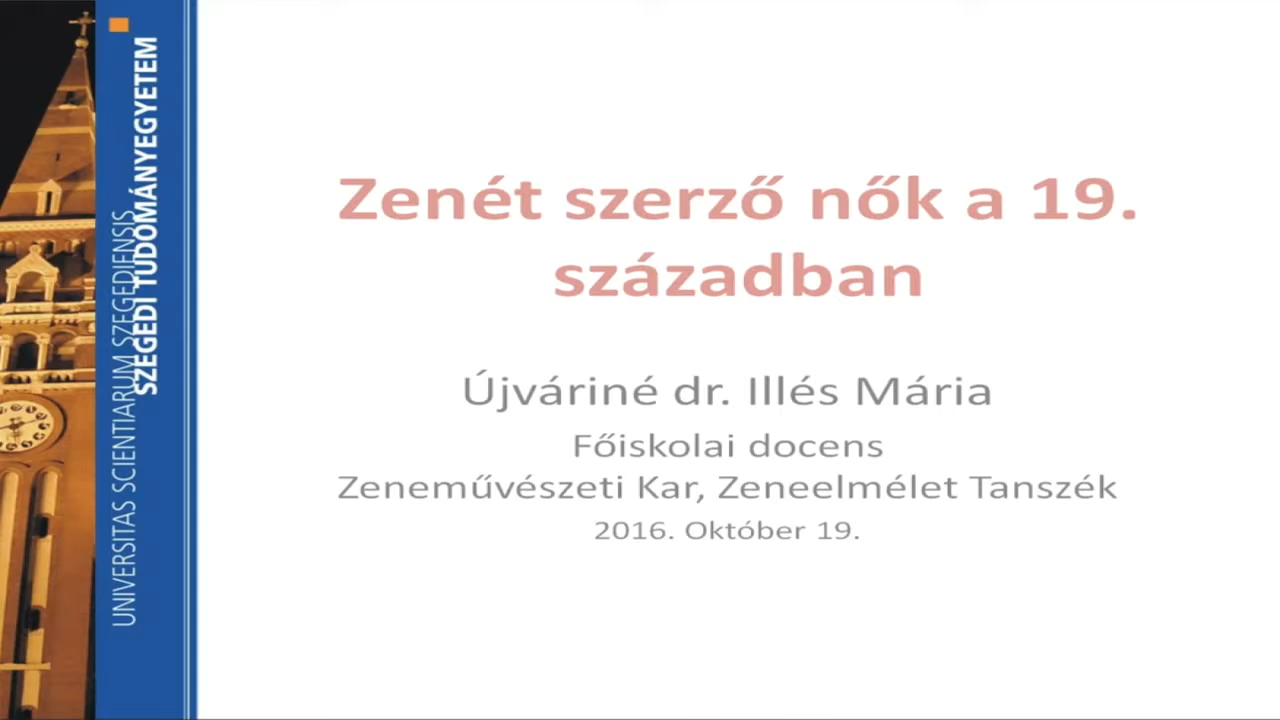 UNIVERSITAS SCIENTIARUM SZEGEDIENSIS
SZEGEDI TUDOMÁNYEGYETEM
Zenét szerző nők a 19.
században
Újváriné dr. Illés Mária
Főiskolai docens
Zeneművészeti Kar, Zeneelmélet Tanszék
2016. Október 19.